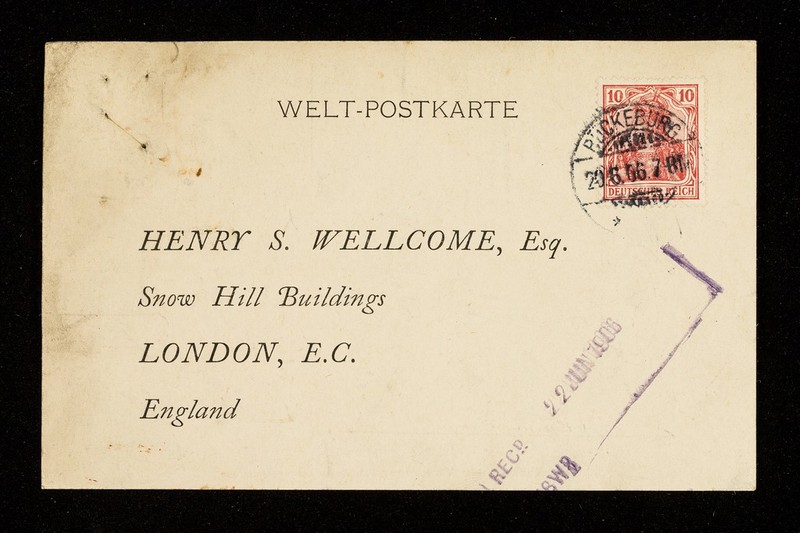 WELT-POSTKARTE
10 10
BÜCKEBURG
20.6.06.7
DEUTSCHES REICH
HENRY S. WELLCOME, Esq.
Snow Hill Buildings
LONDON, E.C.
England
22 JUN 1906
RECD.